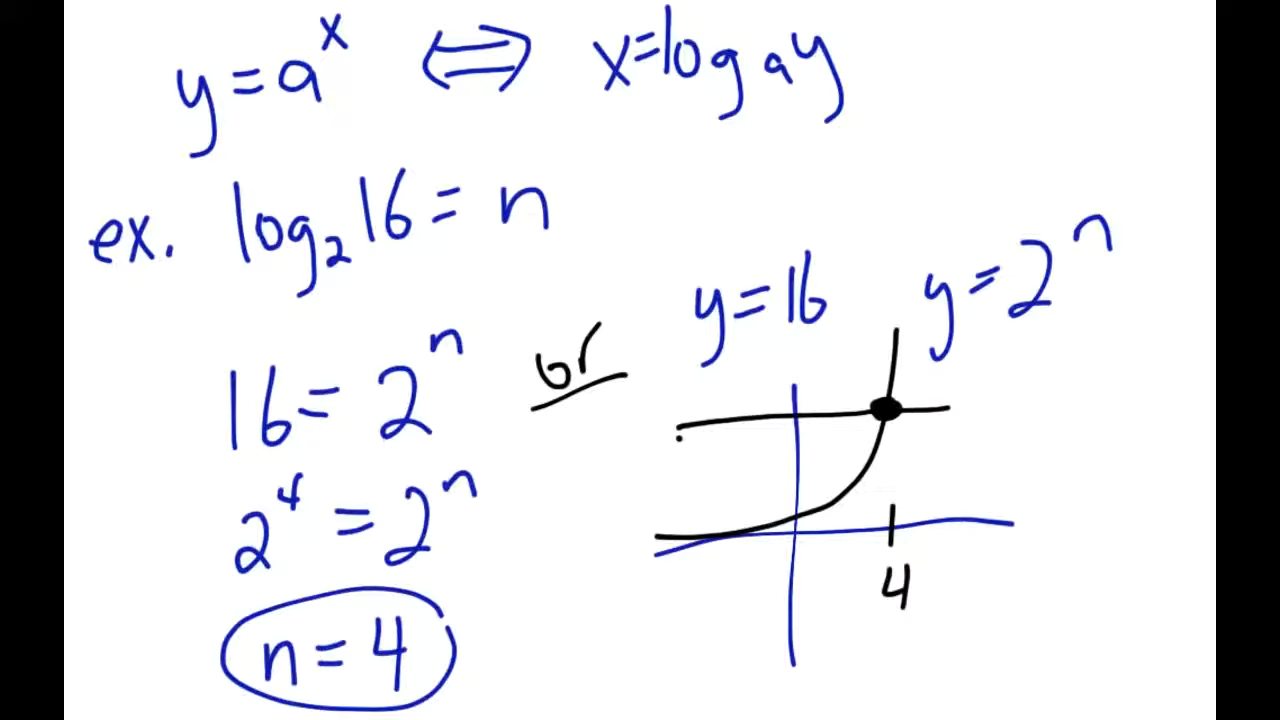 y = a^x ⇔ x = log_a y
ex. log_2 16 = n
16 = 2^n
or
2^4 = 2^n
n = 4
y = 16 y = 2^n
4